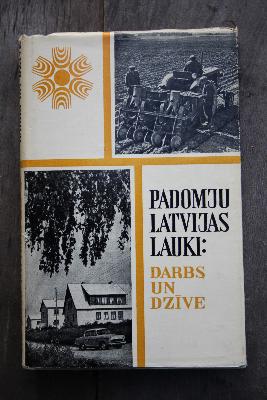 PADOMJU
LATVIJAS
LAUKI:
DARBS
UN
DZĪVE